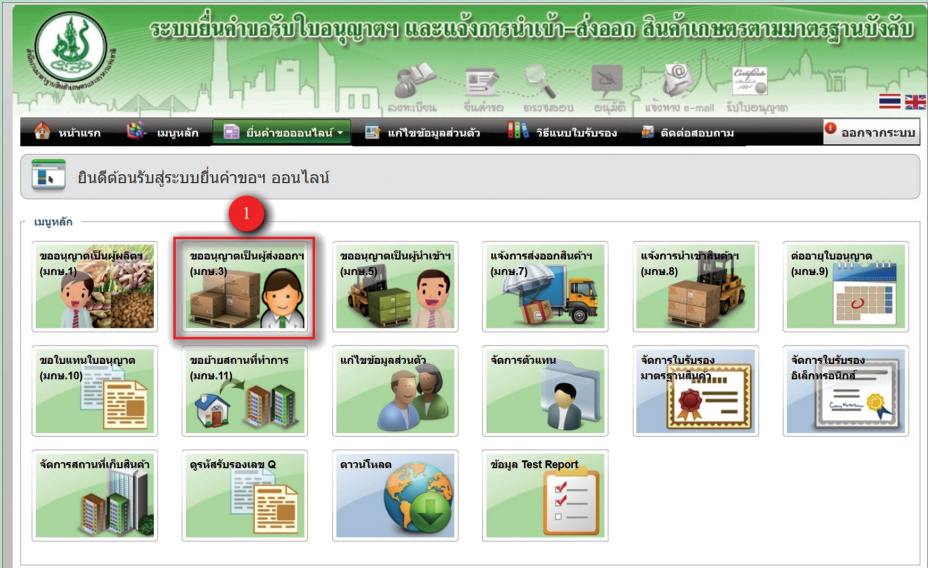 ระบบยื่นคำขอรับใบอนุญาตฯ และแจ้งการนำเข้า-ส่งออก สินค้าเกษตรตามมาตรฐานบังคับ
ลงทะเบียน ยื่นคำขอ ตรวจสอบ อนุมัติ แจ้งทาง e-mail รับใบอนุญาต
หน้าแรก เมนูหลัก ยื่นคำขอออนไลน์ แก้ไขข้อมูลส่วนตัว วิธีแนบใบรับรอง ติดต่อสอบถาม ออกจากระบบ
ยินดีต้อนรับสู่ระบบยื่นคำขอฯ ออนไลน์
1
เมนูหลัก
ขออนุญาตเป็นผู้ผลิตฯ
(มกษ.1)
ขออนุญาตเป็นผู้ส่งออกฯ
(มกษ.3)
ขออนุญาตเป็นผู้นำเข้าฯ
(มกษ.5)
แจ้งการส่งออกสินค้าฯ
(มกษ.7)
แจ้งการนำเข้าสินค้าฯ
(มกษ.8)
ต่ออายุใบอนุญาต
(มกษ.9)
ขอใบแทนใบอนุญาต
(มกษ.10)
ขอย้ายสถานที่ทำการ
(มกษ.11)
แก้ไขข้อมูลส่วนตัว
จัดการตัวแทน
จัดการใบรับรอง
มาตรฐานสินค้า
จัดการใบรับรอง
อิเล็กทรอนิกส์
จัดการสถานที่เก็บสินค้า
ดูรหัสรับรองเลข Q
ดาวน์โหลด
ข้อมูล Test Report